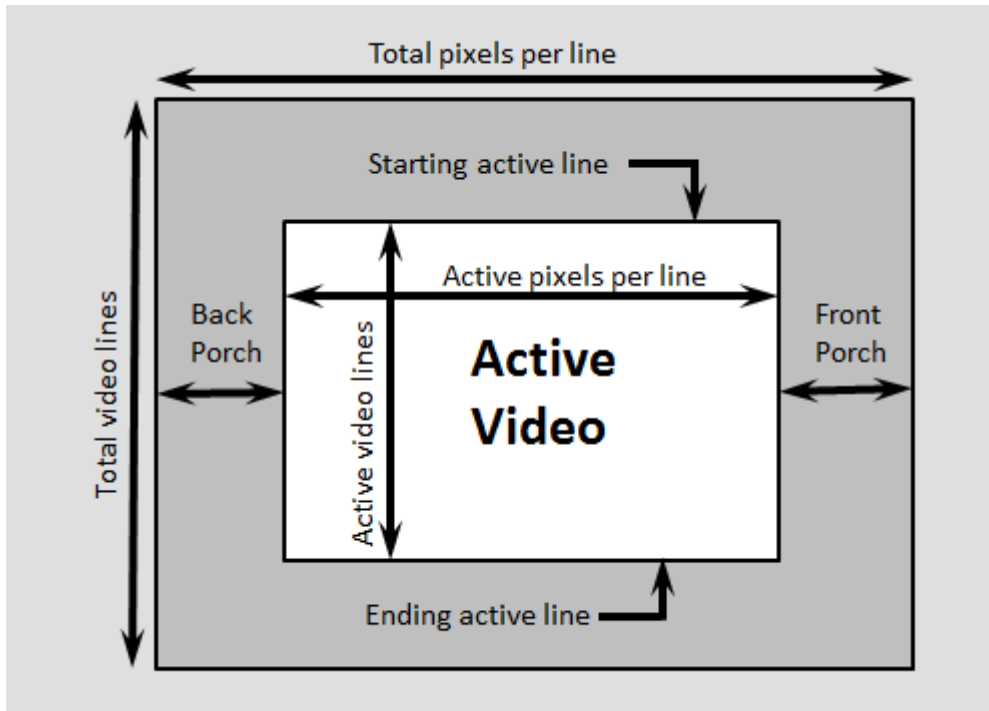 Total pixels per line
Starting active line
Active pixels per line
Back
Porch
Front
Porch
Total video lines
Active video lines
Active
Video
Ending active line